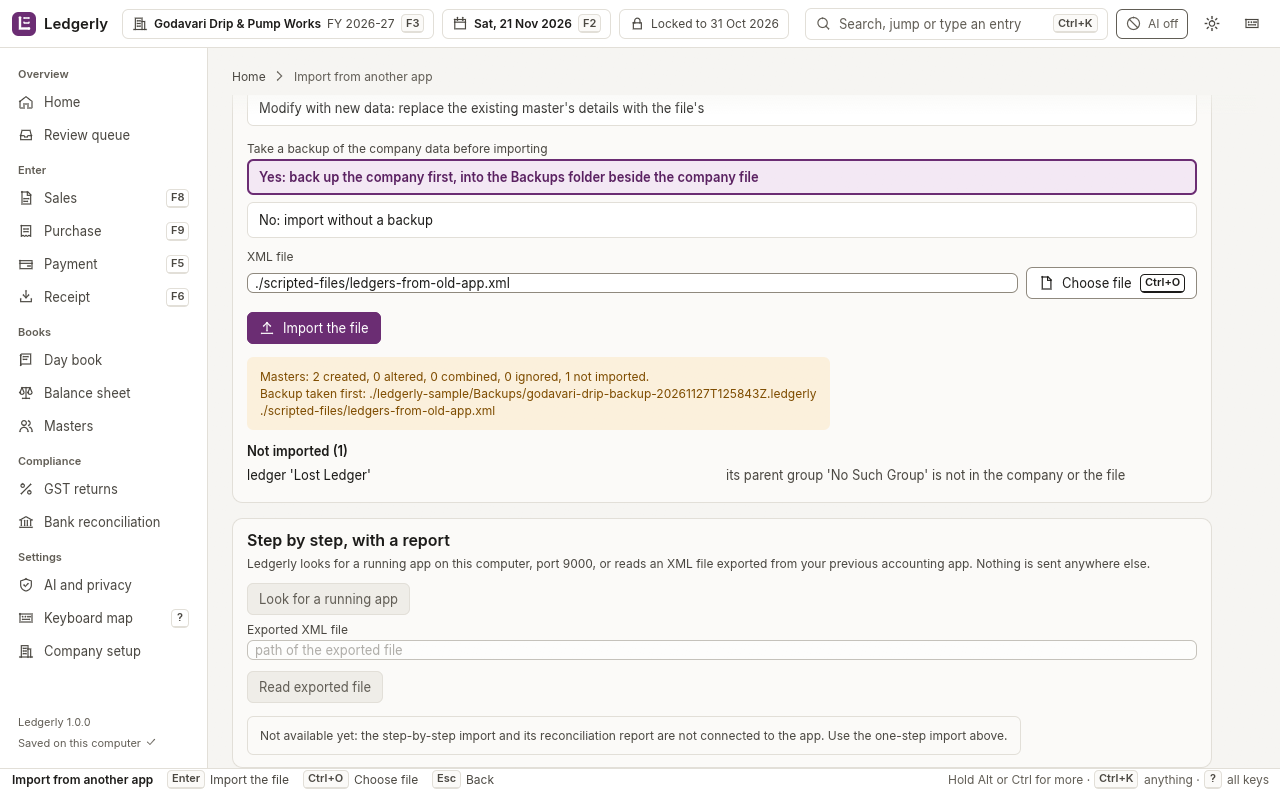 Ledgerly
Godavari Drip & Pump Works FY 2026-27 F3
Sat, 21 Nov 2026 F2
Locked to 31 Oct 2026
Search, jump or type an entry Ctrl+K
AI off
Overview
Home
Review queue
Enter
Sales F8
Purchase F9
Payment F5
Receipt F6
Books
Day book
Balance sheet
Masters
Compliance
GST returns
Bank reconciliation
Settings
AI and privacy
Keyboard map ?
Company setup
Ledgerly 1.0.0
Saved on this computer
Home > Import from another app
Modify with new data: replace the existing master's details with the file's
Take a backup of the company data before importing
Yes: back up the company first, into the Backups folder beside the company file
No: import without a backup
XML file
./scripted-files/ledgers-from-old-app.xml
Choose file Ctrl+O
Import the file
Masters: 2 created, 0 altered, 0 combined, 0 ignored, 1 not imported.
Backup taken first: ./ledgerly-sample/Backups/godavari-drip-backup-20261127T125843Z.ledgerly
./scripted-files/ledgers-from-old-app.xml
Not imported (1)
ledger 'Lost Ledger' its parent group 'No Such Group' is not in the company or the file
Step by step, with a report
Ledgerly looks for a running app on this computer, port 9000, or reads an XML file exported from your previous accounting app. Nothing is sent anywhere else.
Look for a running app
Exported XML file
path of the exported file
Read exported file
Not available yet: the step-by-step import and its reconciliation report are not connected to the app. Use the one-step import above.
Import from another app Enter Import the file Ctrl+O Choose file Esc Back
Hold Alt or Ctrl for more · Ctrl+K anything · ? all keys